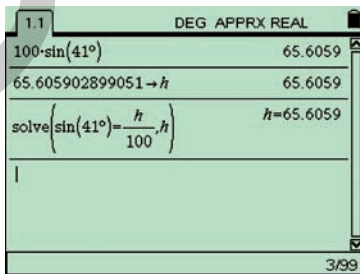 1.1 DEG APPRX REAL
100·sin(41°) 65.6059
65.605902899051→h 65.6059
solve(sin(41°)=h/100,h) h=65.6059
3/99